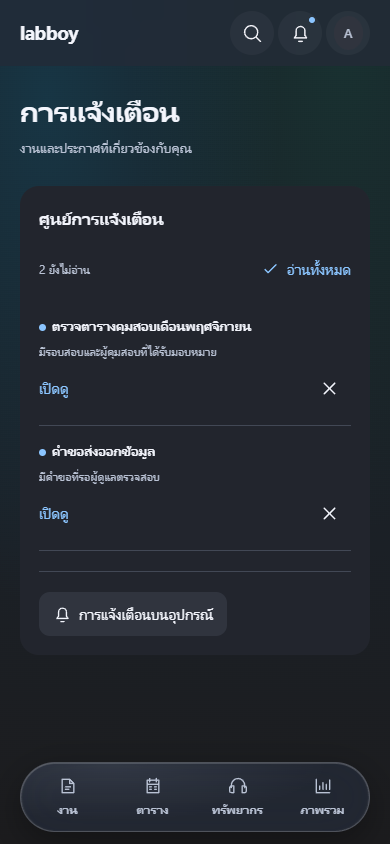 labboy
A
การแจ้งเตือน
งานและประกาศที่เกี่ยวข้องกับคุณ
ศูนย์การแจ้งเตือน
2 ยังไม่อ่าน
อ่านทั้งหมด
ตรวจตารางคุมสอบเดือนพฤศจิกายน
มีรอบสอบและผู้คุมสอบที่ได้รับมอบหมาย
เปิดดู
คำขอส่งออกข้อมูล
มีคำขอที่รอผู้ดูแลตรวจสอบ
เปิดดู
การแจ้งเตือนบนอุปกรณ์
งาน
ตาราง
ทรัพยากร
ภาพรวม